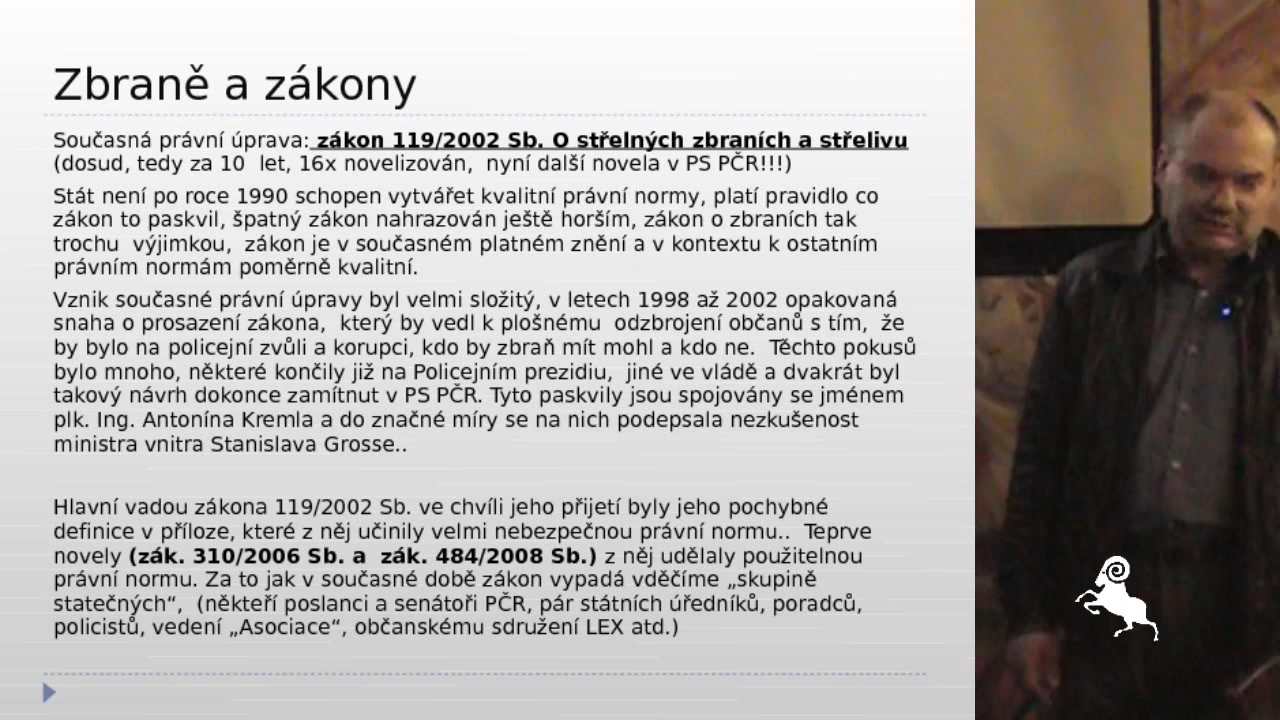 Zbraně a zákony
Současná právní úprava: zákon 119/2002 Sb. O střelných zbraních a střelivu
(dosud, tedy za 10  let, 16x novelizován,  nyní další novela v PS PČR!!!)
Stát není po roce 1990 schopen vytvářet kvalitní právní normy, platí pravidlo co
zákon to paskvil, špatný zákon nahrazován ještě horším, zákon o zbraních tak
trochu  výjimkou,  zákon je v současném platném znění a v kontextu k ostatním
právním normám poměrně kvalitní.
Vznik současné právní úpravy byl velmi složitý, v letech 1998 až 2002 opakovaná
snaha o prosazení zákona,  který by vedl k plošnému  odzbrojení občanů s tím,  že
by bylo na policejní zvůli a korupci, kdo by zbraň mít mohl a kdo ne.  Těchto pokusů
bylo mnoho, některé končily již na Policejním prezidiu,  jiné ve vládě a dvakrát byl
takový návrh dokonce zamítnut v PS PČR. Tyto paskvily jsou spojovány se jménem
plk. Ing. Antonína Kremla a do značné míry se na nich podepsala nezkušenost
ministra vnitra Stanislava Grosse..
Hlavní vadou zákona 119/2002 Sb. ve chvíli jeho přijetí byly jeho pochybné
definice v příloze, které z něj učinily velmi nebezpečnou právní normu..  Teprve
novely (zák. 310/2006 Sb. a  zák. 484/2008 Sb.) z něj udělaly použitelnou
právní normu. Za to jak v současné době zákon vypadá vděčíme „skupině
statečných“,  (někteří poslanci a senátoři PČR, pár státních úředníků, poradců,
policistů, vedení „Asociace“, občanskému sdružení LEX atd.)